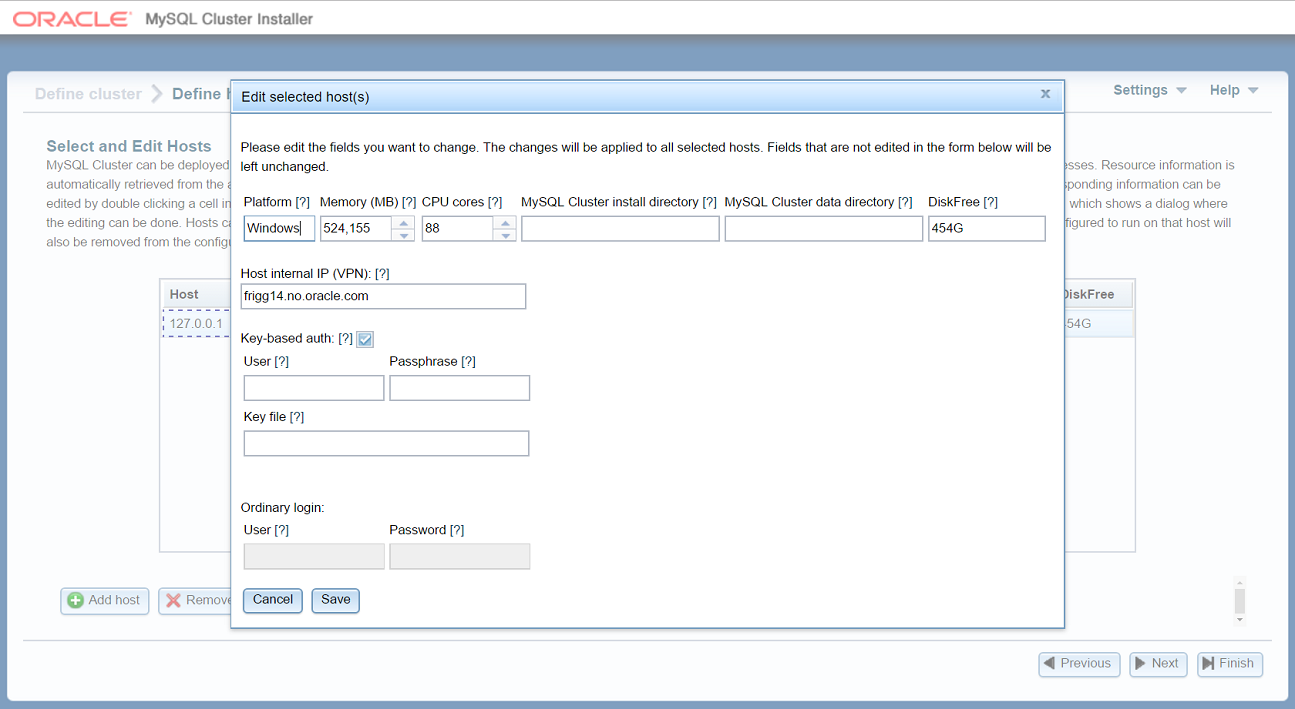 ORACLE® MySQL Cluster Installer
Define cluster Define h
Settings Help
Edit selected host(s) x
Select and Edit Hosts
MySQL Cluster can be deployed
automatically retrieved from the a
edited by double clicking a cell in
the editing can be done. Hosts ca
also be removed from the configu
esses. Resource information is
sponding information can be
which shows a dialog where
figured to run on that host will
Please edit the fields you want to change. The changes will be applied to all selected hosts. Fields that are not edited in the form below will be
left unchanged.
Platform [?] Memory (MB) [?] CPU cores [?] MySQL Cluster install directory [?] MySQL Cluster data directory [?] DiskFree [?]
Windows 524,155 88 454G
Host internal IP (VPN): [?]
frigg14.no.oracle.com
Host DiskFree
127.0.0.1 454G
Key-based auth: [?]
User [?] Passphrase [?]
Key file [?]
Ordinary login:
User [?] Password [?]
Cancel Save
Add host Remove
Previous Next Finish